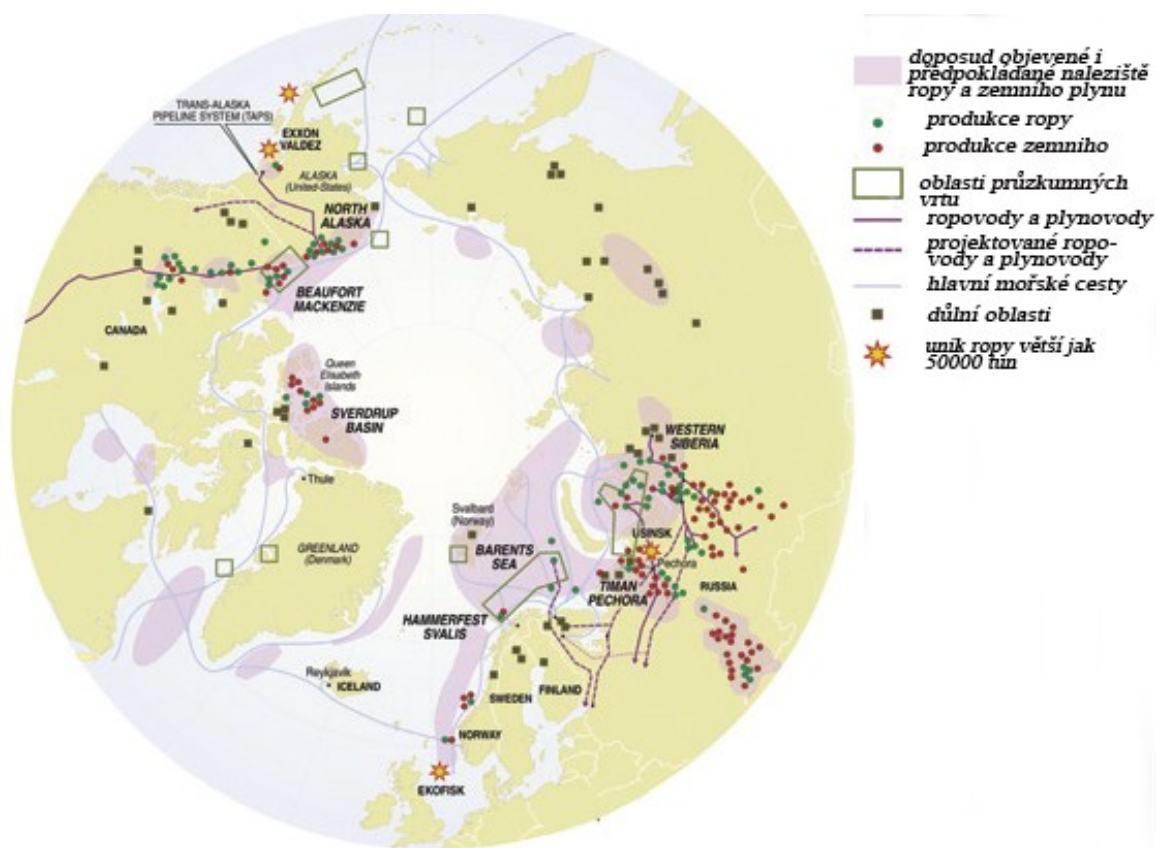 TRANS-ALASKA
PIPELINE SYSTEM (TAPS)
EXXON
VALDEZ
ALASKA
(United-States)
NORTH
ALASKA
BEAUFORT
MACKENZIE
CANADA
Queen
Elisabeth
Islands
SVERDRUP
BASIN
Thule
GREENLAND
(Denmark)
Svalbard
(Norway)
BARENTS
SEA
HAMMERFEST
SVALIS
WESTERN
SIBERIA
USINSK
Pechora
TIMAN
PECHORA
RUSSIA
Reykjavik
ICELAND
SWEDEN
FINLAND
NORWAY
EKOFISK
doposud objevené i
předpokládané naleziště
ropy a zemního plynu
produkce ropy
produkce zemního
oblasti průzkumných
vrtu
ropovody a plynovody
projektované ropo-
vody a plynovody
hlavní mořské cesty
důlní oblasti
unik ropy větší jak
50000 tun